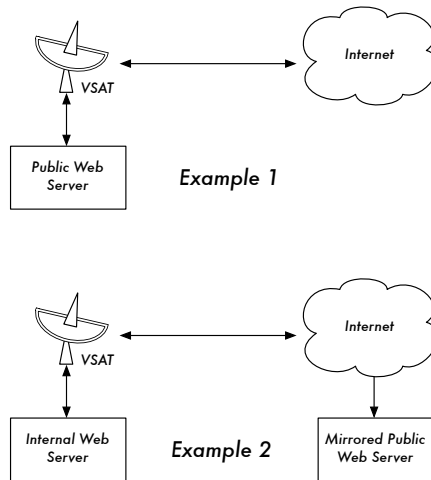 Internet
VSAT
Public Web
Server
Example 1
Internet
VSAT
Internal Web
Server
Example 2
Mirrored Public
Web Server